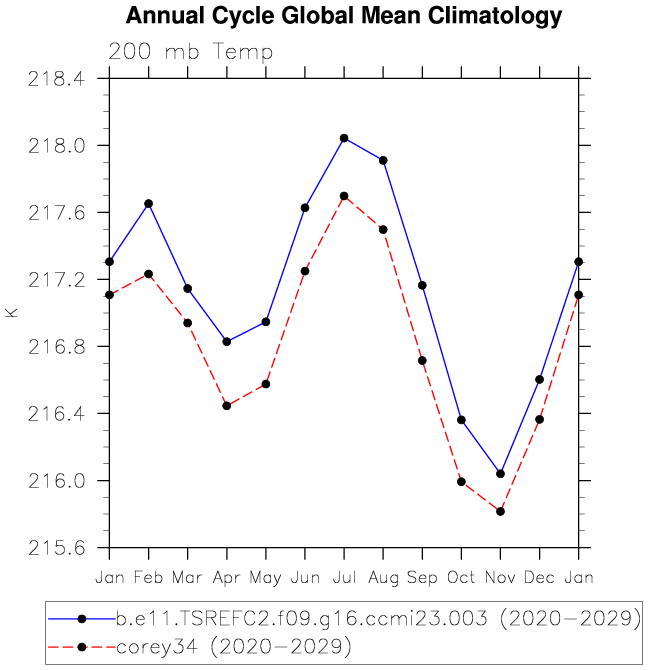 Annual Cycle Global Mean Climatology
200 mb Temp
218.4
218.0
217.6
217.2
216.8
216.4
216.0
215.6
K
Jan Feb Mar Apr May Jun Jul Aug Sep Oct Nov Dec Jan
b.e11.TSREFC2.f09.g16.ccmi23.003 (2020-2029)
corey34 (2020-2029)